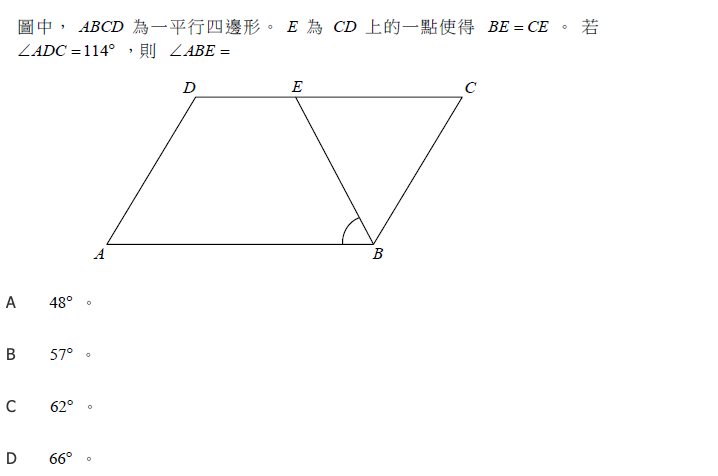 圖中， ABCD 為一平行四邊形。 E 為 CD 上的一點使得 BE = CE 。 若
∠ADC = 114° ，則 ∠ABE =
D E C
A B
A 48° 。
B 57° 。
C 62° 。
D 66° 。